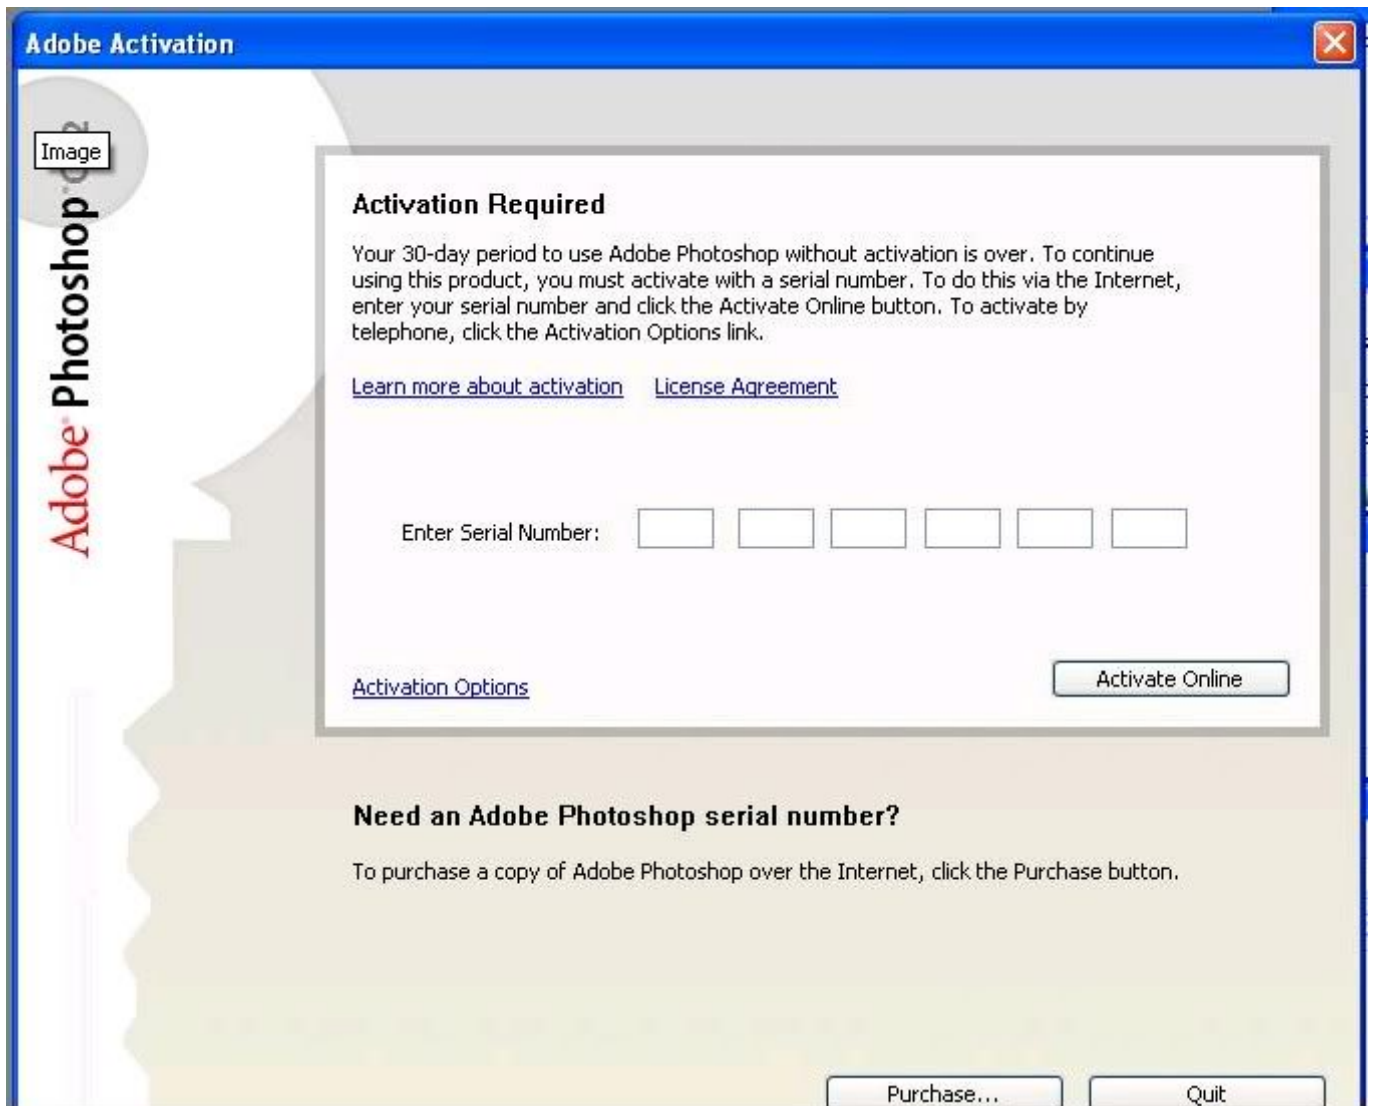 Adobe Activation
Image
Adobe Photoshop
Activation Required
Your 30-day period to use Adobe Photoshop without activation is over. To continue
using this product, you must activate with a serial number. To do this via the Internet,
enter your serial number and click the Activate Online button. To activate by
telephone, click the Activation Options link.
Learn more about activation License Agreement
Enter Serial Number:
Activation Options
Activate Online
Need an Adobe Photoshop serial number?
To purchase a copy of Adobe Photoshop over the Internet, click the Purchase button.
Purchase... Quit